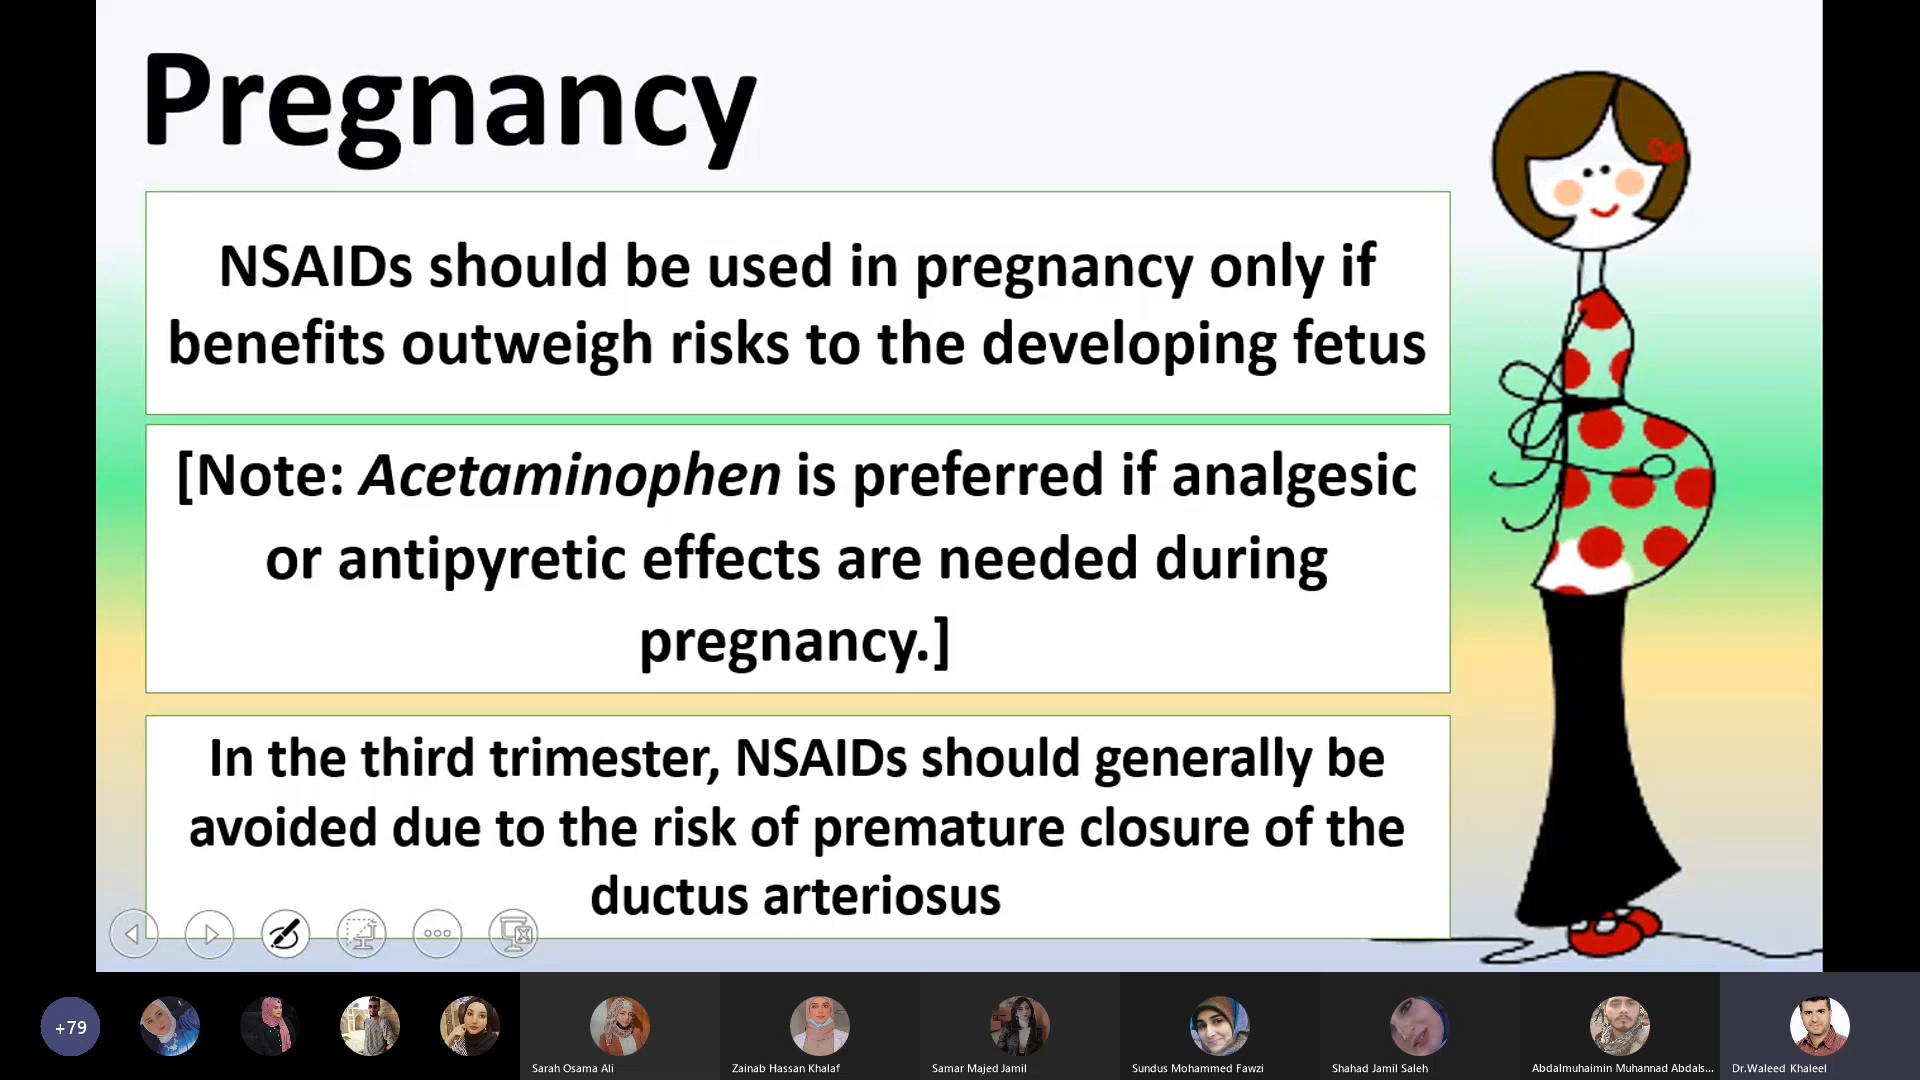 Pregnancy
NSAIDs should be used in pregnancy only if
benefits outweigh risks to the developing fetus
[Note: Acetaminophen is preferred if analgesic
or antipyretic effects are needed during
pregnancy.]
In the third trimester, NSAIDs should generally be
avoided due to the risk of premature closure of the
ductus arteriosus
+79
Sarah Osama Ali
Zainab Hassan Khalaf
Samar Majed Jamil
Sundus Mohammed Fawzi
Shahad Jamil Saleh
Abdalmuhaimin Muhannad Abdals...
Dr.Waleed Khaleel